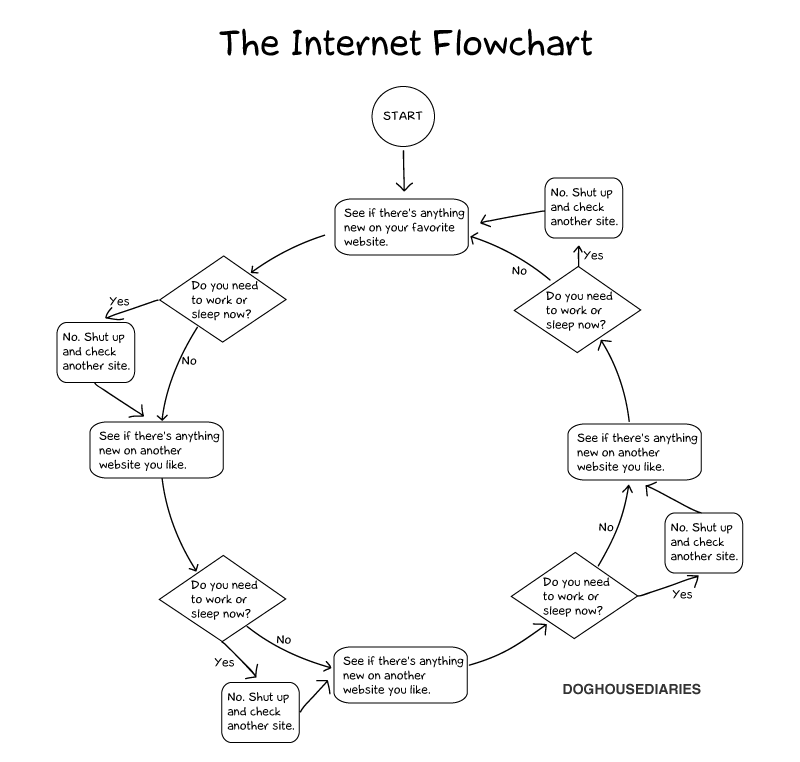 The Internet Flowchart
START
See if there's anything
new on your favorite
website.
Do you need
to work or
sleep now?
Yes
No. Shut up
and check
another site.
No
See if there's anything
new on another
website you like.
Do you need
to work or
sleep now?
Yes
No. Shut up
and check
another site.
No
See if there's anything
new on another
website you like.
Do you need
to work or
sleep now?
Yes
No. Shut up
and check
another site.
No
See if there's anything
new on another
website you like.
Do you need
to work or
sleep now?
Yes
No. Shut up
and check
another site.
No
DOGHOUSEDIARIES